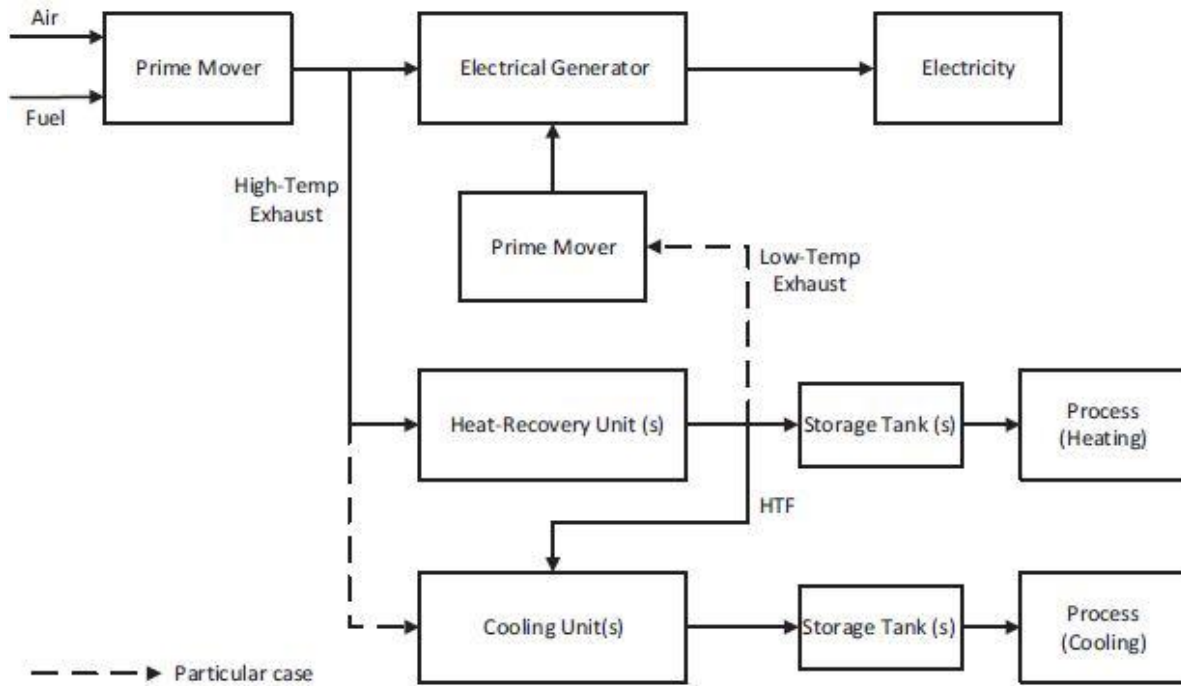 Air
Prime Mover
Electrical Generator
Electricity
Fuel
High-Temp
Exhaust
Prime Mover
Low-Temp
Exhaust
Heat-Recovery Unit (s)
Storage Tank (s)
Process
(Heating)
HTF
Cooling Unit(s)
Storage Tank (s)
Process
(Cooling)
Particular case